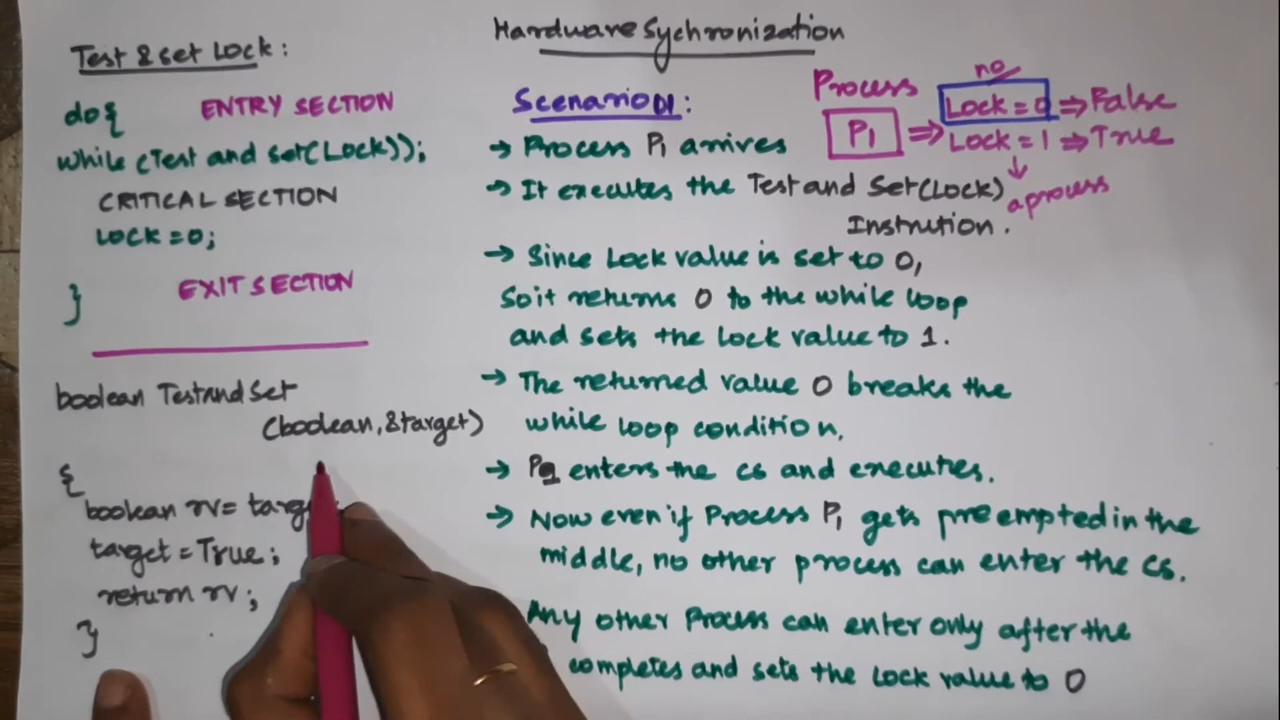 Hardware Sychronization
Test & set Lock :
do{ ENTRY SECTION
while (Test and set(Lock));
CRITICAL SECTION
LOCK = 0;
} EXIT SECTION
boolean TestandSet
(boolean, &target)
{
boolean rv =
target = True ;
return rv ;
}
Scenario 01 :
Process no
P1 ⇒ Lock = 0 ⇒ False
Lock = 1 ⇒ True
↓
a process
→ Process P1 arrives
→ It executes the Test and Set(Lock)
Instrution .
→ Since Lock value is set to 0,
So it returns 0 to the while loop
and sets the lock value to 1.
→ The returned value 0 breaks the
while loop condition,
→ P1 enters the cs and executies.
→ Now even if Process P1 gets preempted in the
middle, no other process can enter the cs.
Any other Process can enter only after the
completes and sets the Lock value to 0